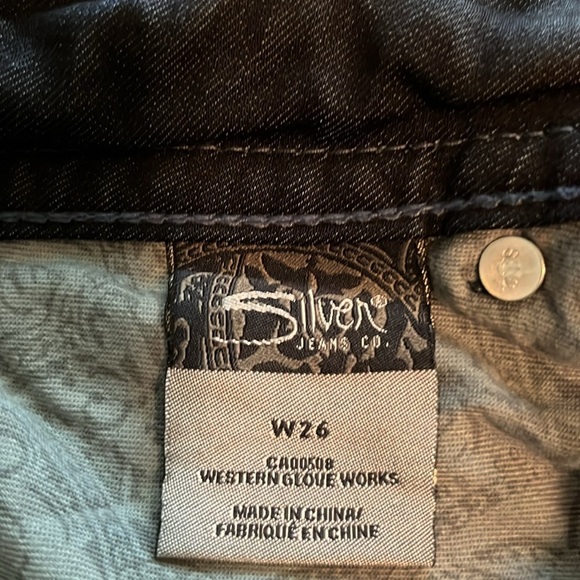 Silver®
JEANS CO.
W26
CA00508
WESTERN GLOVE WORKS
MADE IN CHINA/
FABRIQUÉ EN CHINE